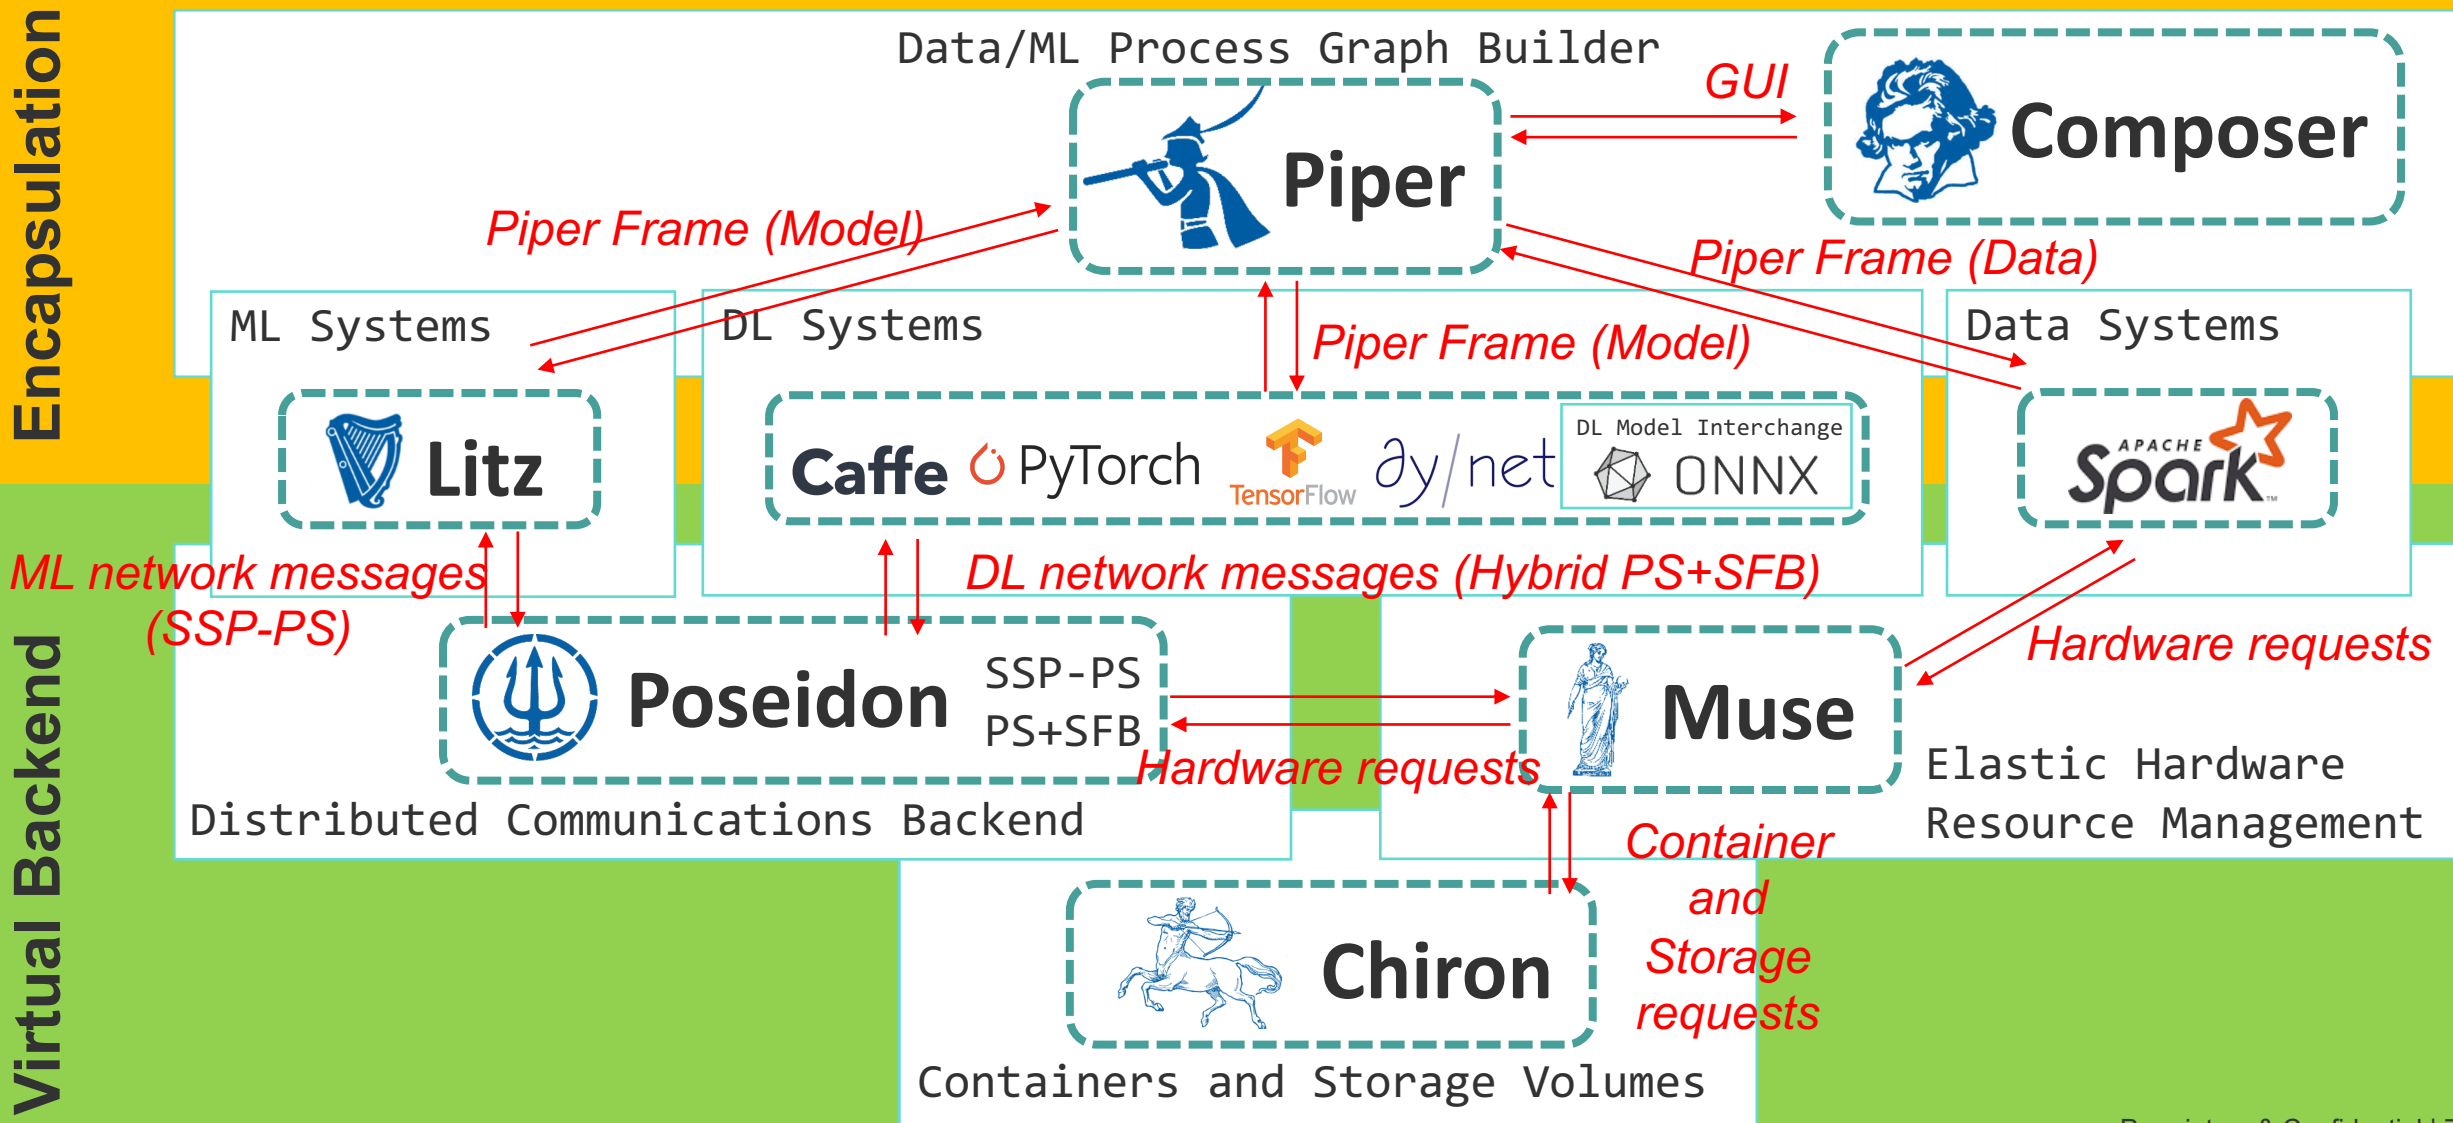 Encapsulation
Data/ML Process Graph Builder
GUI
Composer
Piper
Piper Frame (Model)
Piper Frame (Data)
ML Systems
DL Systems
Piper Frame (Model)
Data Systems
Litz
Caffe
PyTorch
TensorFlow
∂y/net
DL Model Interchange
ONNX
APACHE
Spark™
ML network messages
(SSP-PS)
DL network messages (Hybrid PS+SFB)
Hardware requests
Virtual Backend
Poseidon
SSP-PS
PS+SFB
Muse
Hardware requests
Distributed Communications Backend
Elastic Hardware
Resource Management
Container
and
Storage
requests
Chiron
Containers and Storage Volumes